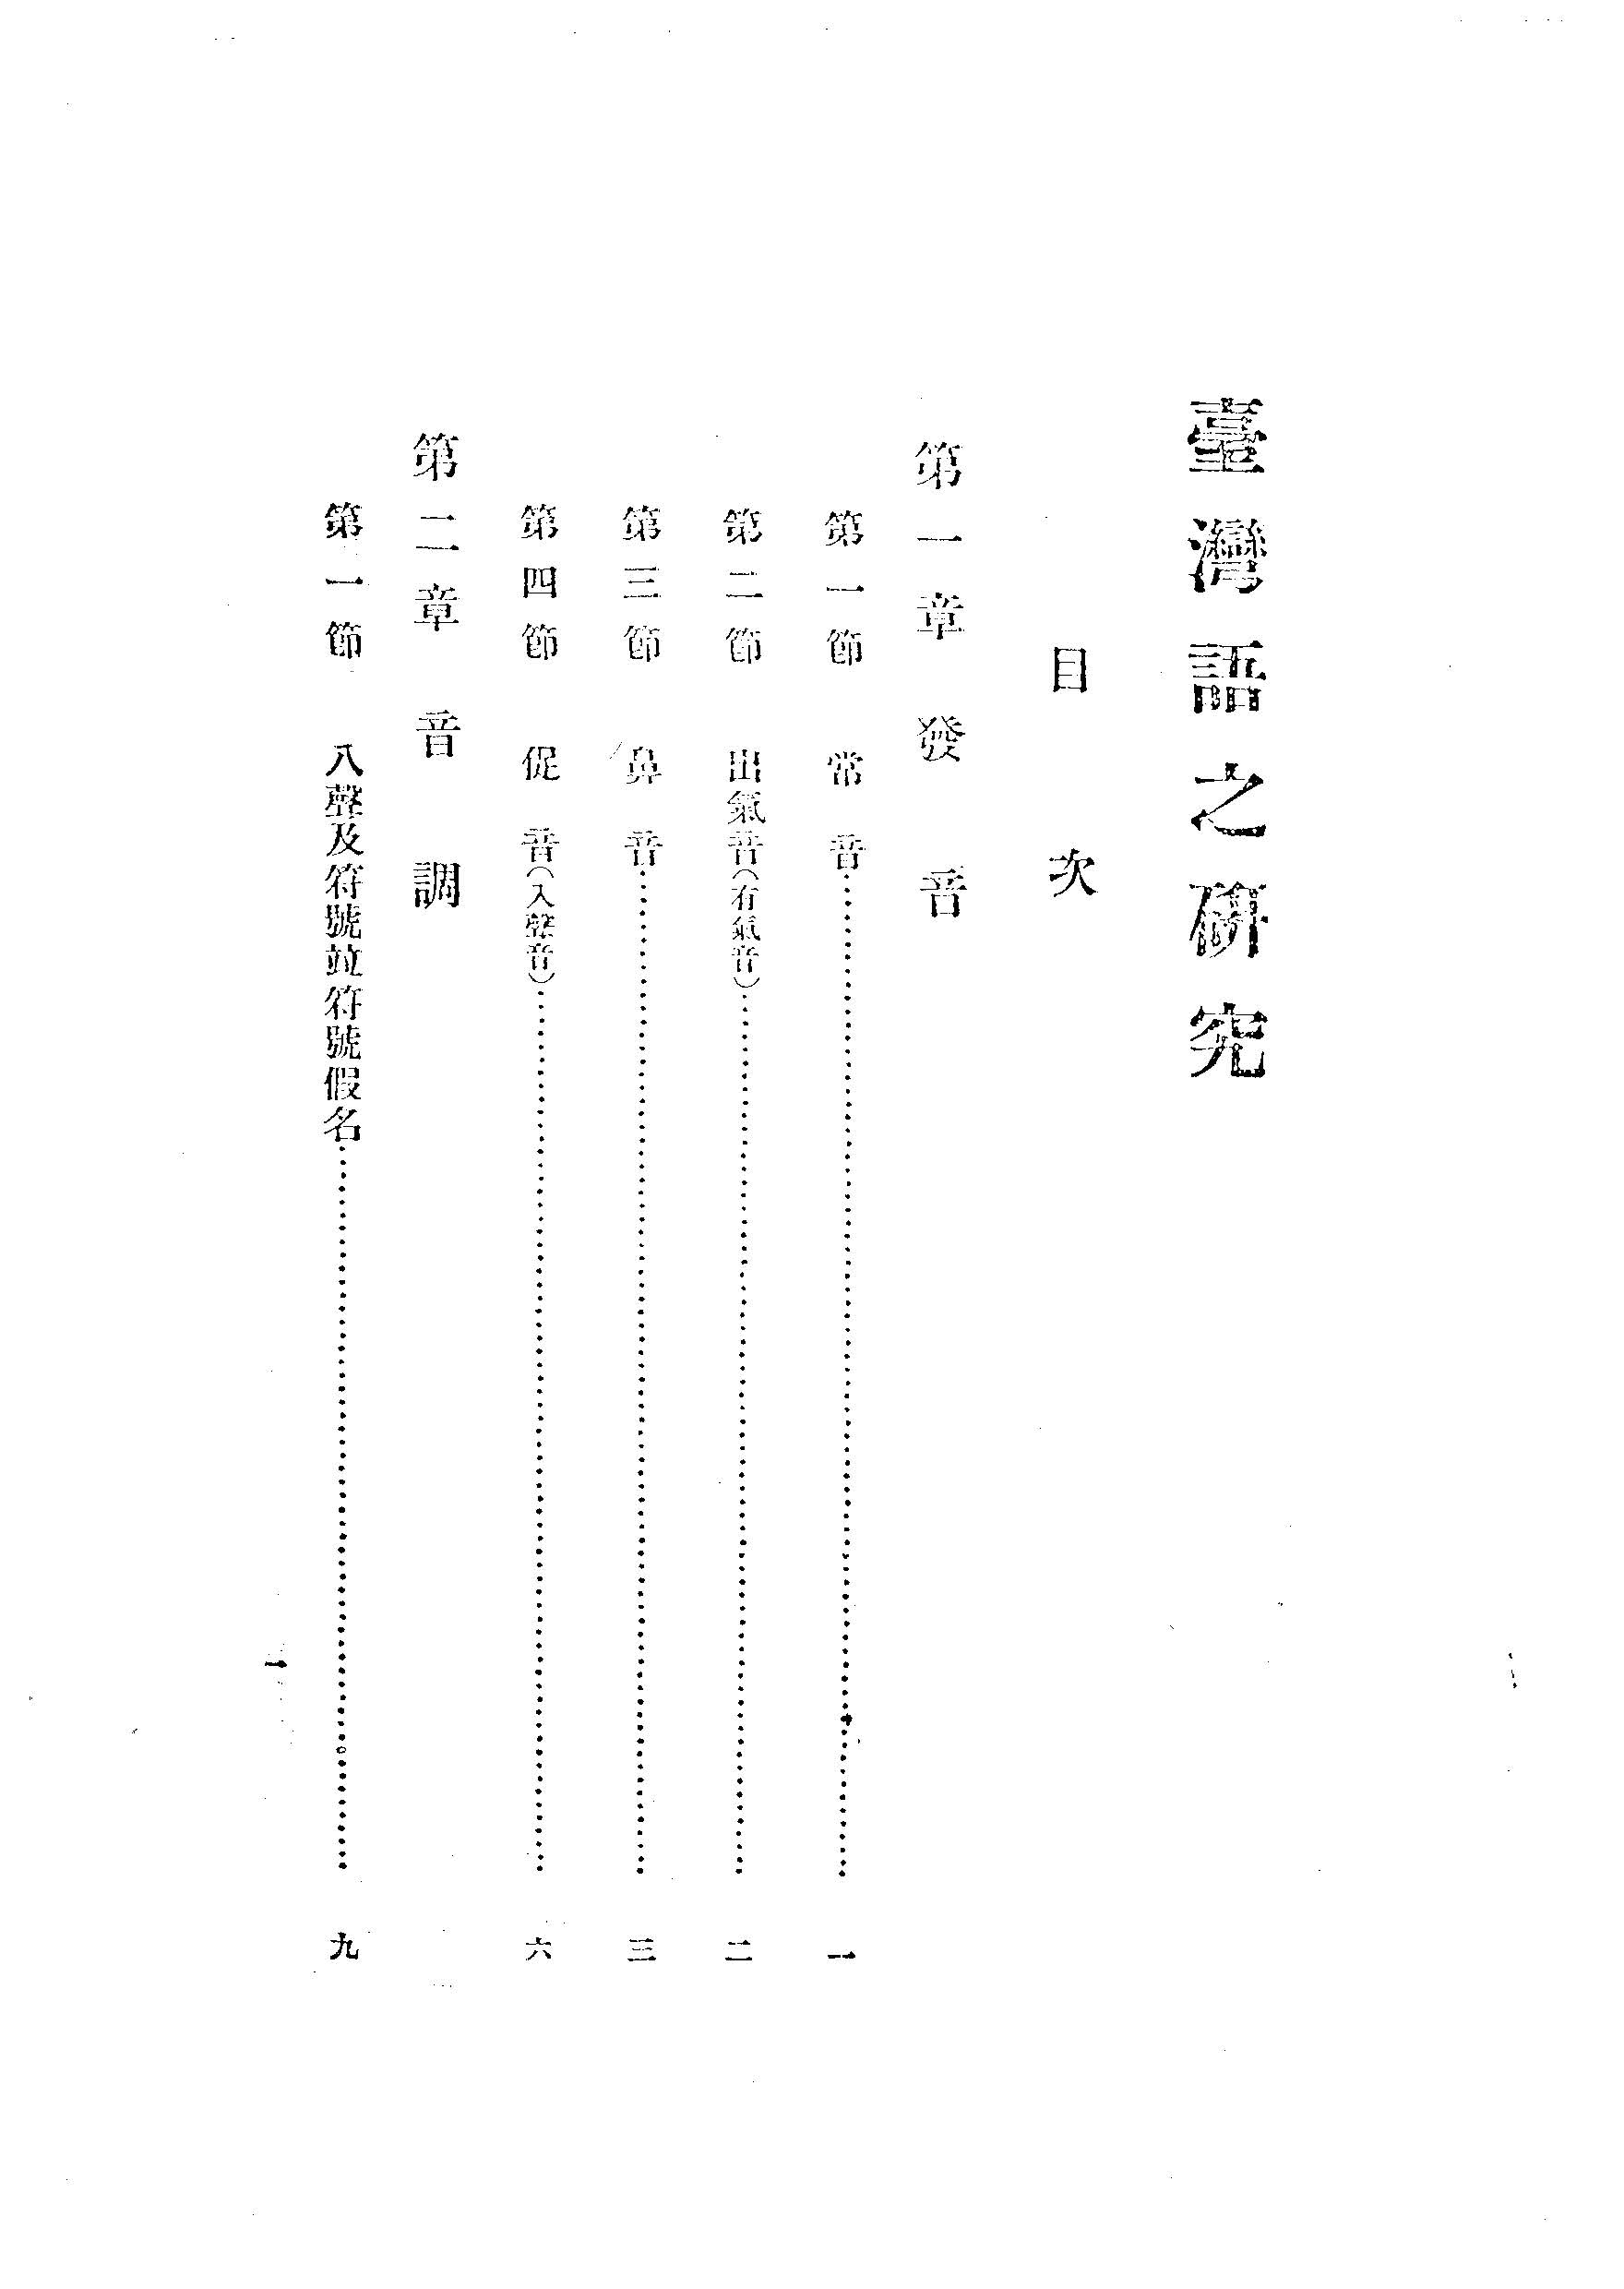 臺灣語之研究
目次
第一章 發音
第一節 常音……一
第二節 出氣音(有氣音)……二
第三節 鼻音……三
第四節 促音(入聲音)……六
第二章 音調
第一節 八聲及符號竝符號假名……九
一